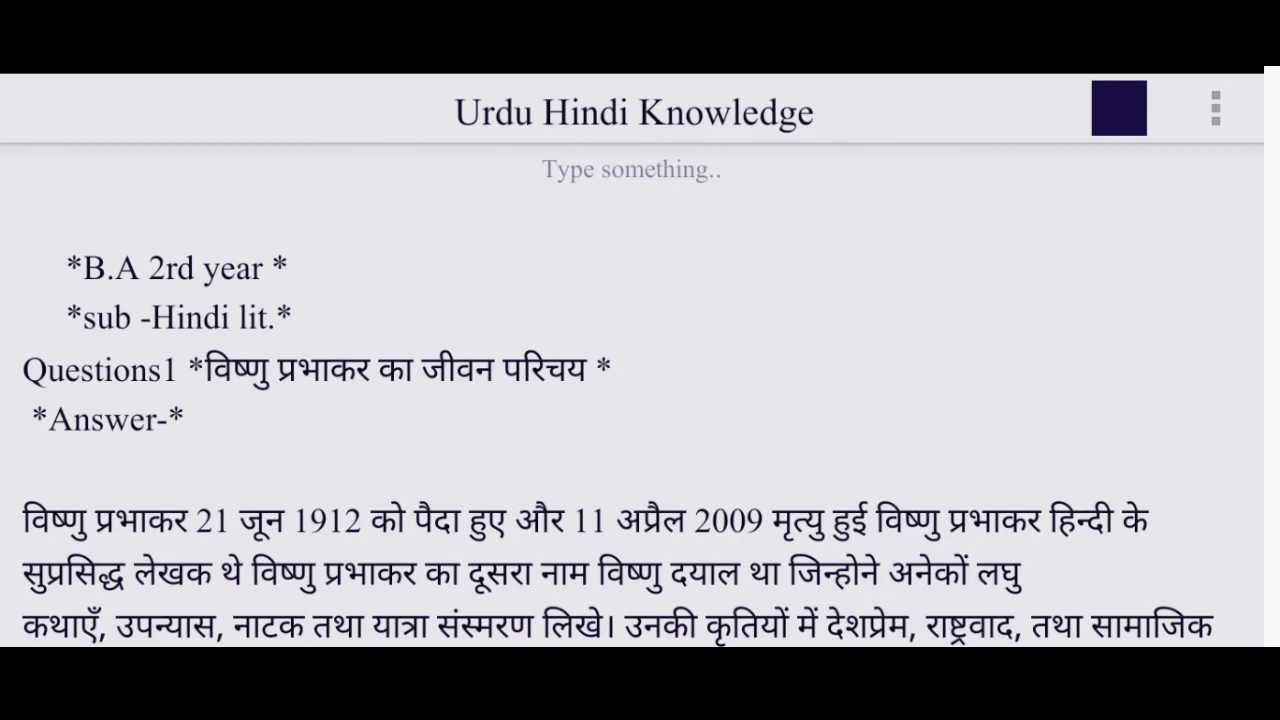 Urdu Hindi Knowledge
Type something..
*B.A 2rd year *
*sub -Hindi lit.*
Questions1 *विष्णु प्रभाकर का जीवन परिचय *
*Answer-*
विष्णु प्रभाकर 21 जून 1912 को पैदा हुए और 11 अप्रैल 2009 मृत्यु हुई विष्णु प्रभाकर हिन्दी के
सुप्रसिद्ध लेखक थे विष्णु प्रभाकर का दूसरा नाम विष्णु दयाल था जिन्होने अनेकों लघु
कथाएँ, उपन्यास, नाटक तथा यात्रा संस्मरण लिखे। उनकी कृतियों में देशप्रेम, राष्ट्रवाद, तथा सामाजिक